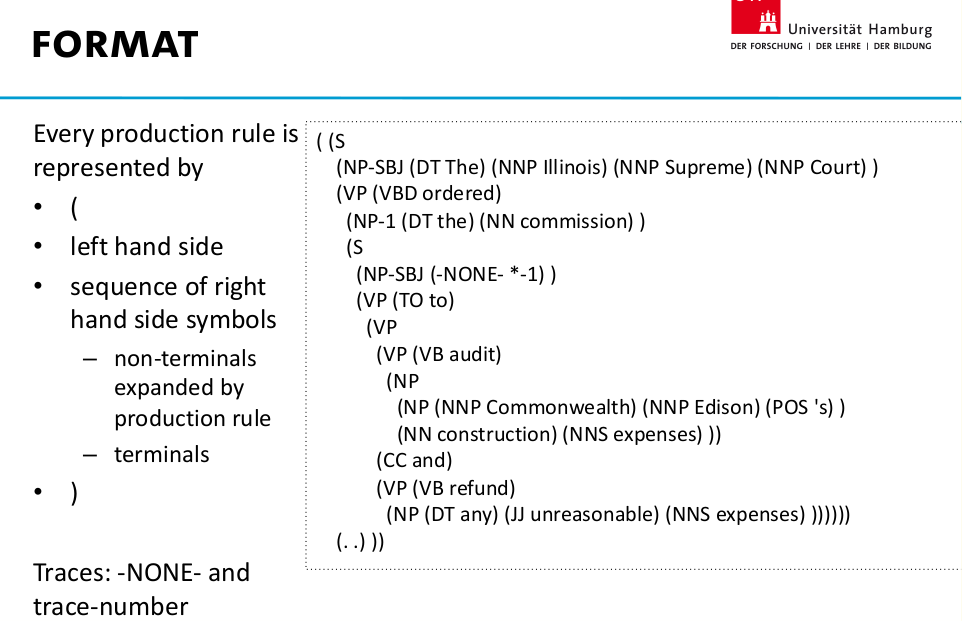 FORMAT
Universität Hamburg
DER FORSCHUNG | DER LEHRE | DER BILDUNG
Every production rule is
represented by
• (
• left hand side
• sequence of right
hand side symbols
– non-terminals
expanded by
production rule
– terminals
• )
Traces: -NONE- and
trace-number
( (S
(NP-SBJ (DT The) (NNP Illinois) (NNP Supreme) (NNP Court) )
(VP (VBD ordered)
(NP-1 (DT the) (NN commission) )
(S
(NP-SBJ (-NONE- *-1) )
(VP (TO to)
(VP
(VP (VB audit)
(NP
(NP (NNP Commonwealth) (NNP Edison) (POS 's) )
(NN construction) (NNS expenses) ))
(CC and)
(VP (VB refund)
(NP (DT any) (JJ unreasonable) (NNS expenses) ))))))
(. .) ))